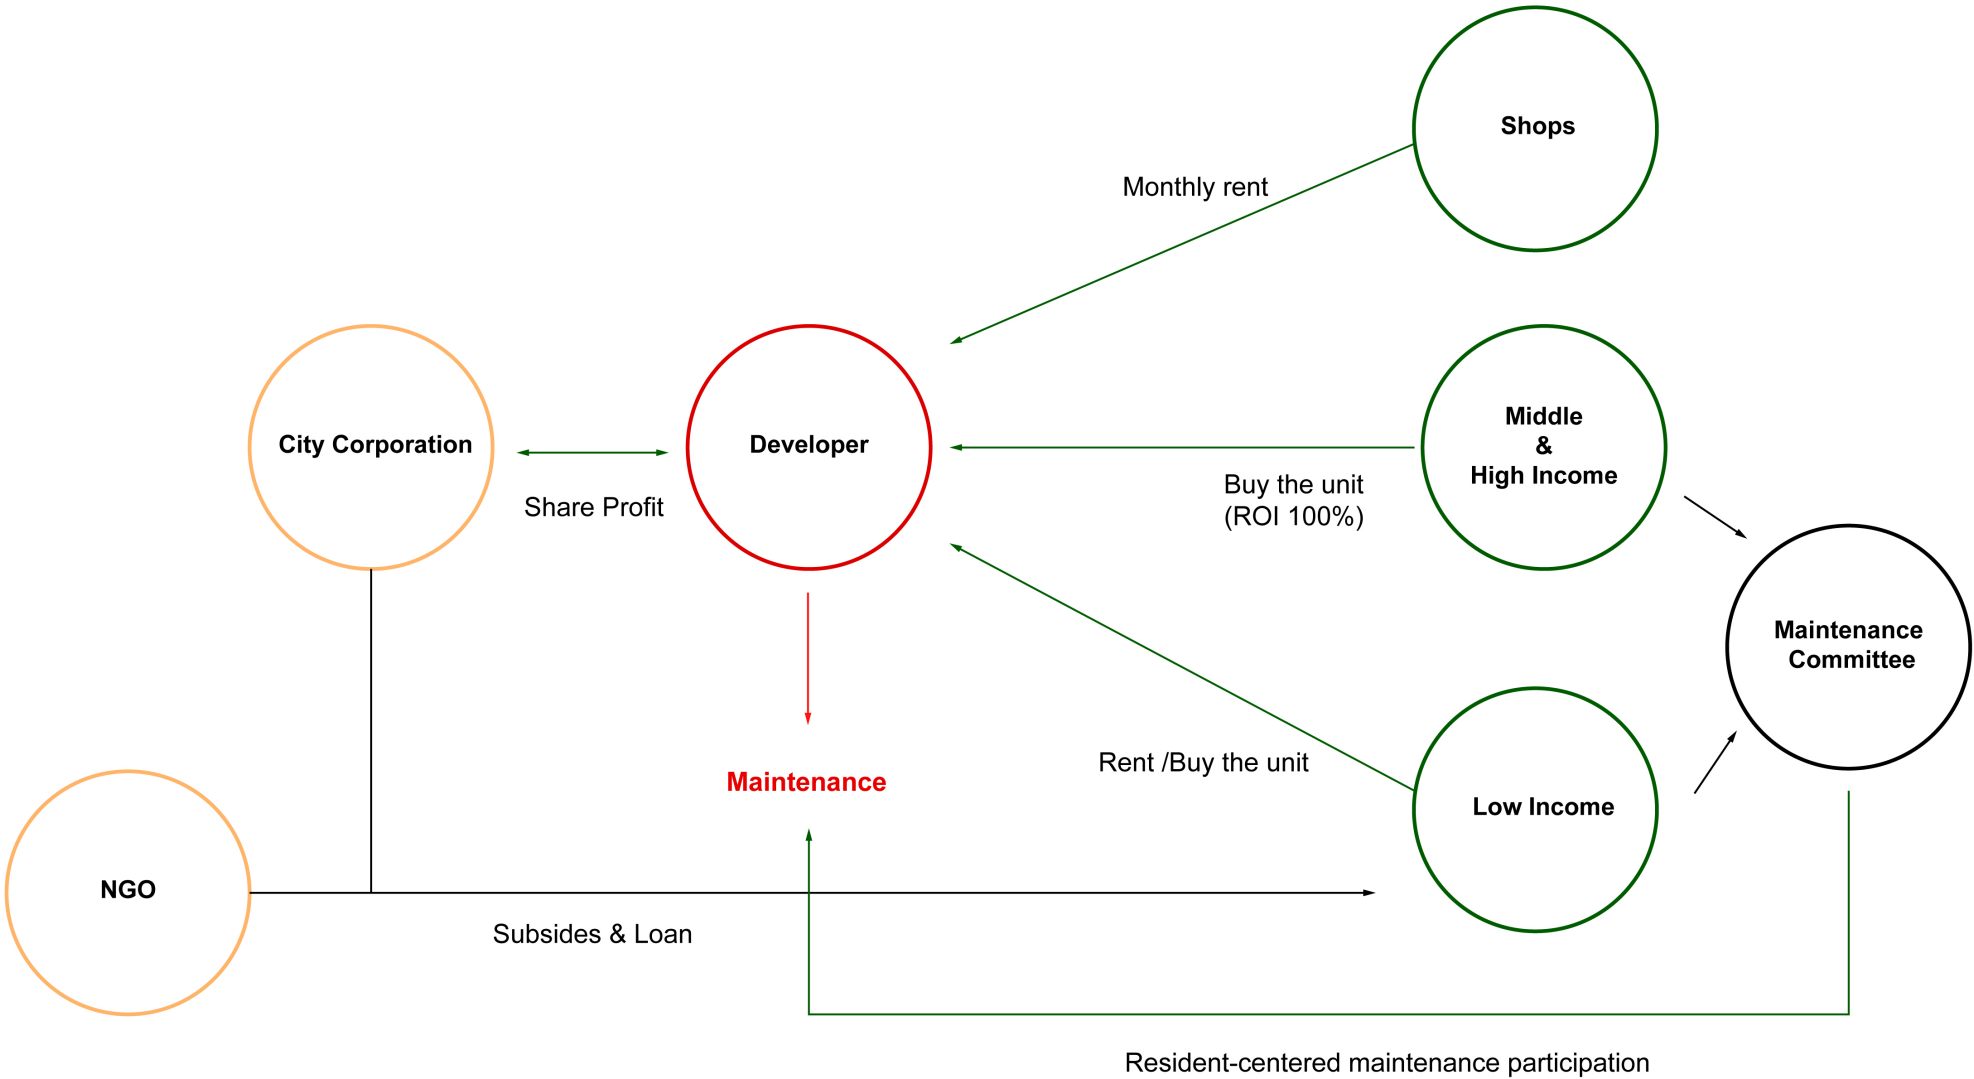 Shops
Monthly rent
City Corporation
Share Profit
Developer
Middle
&
High Income
Buy the unit
(ROI 100%)
Maintenance
Committee
Rent /Buy the unit
Maintenance
Low Income
NGO
Subsides & Loan
Resident-centered maintenance participation